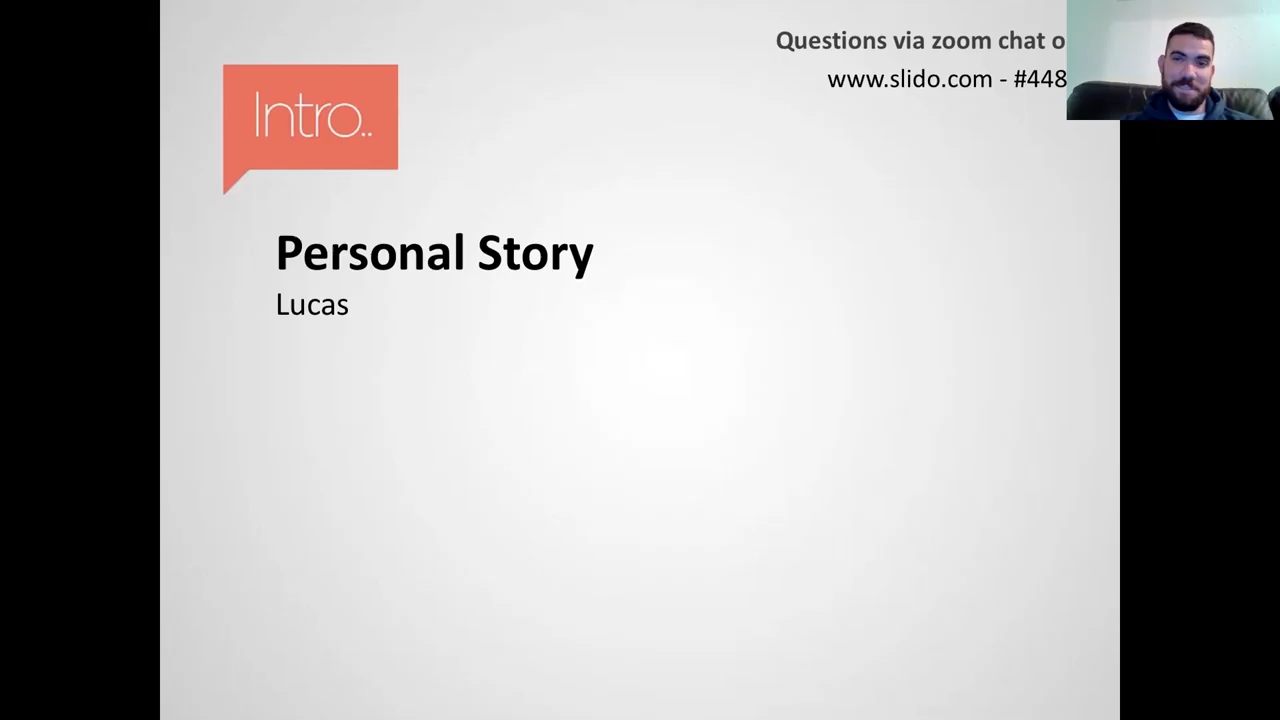 Questions via zoom chat o
www.slido.com - #448
Intro..
Personal Story
Lucas